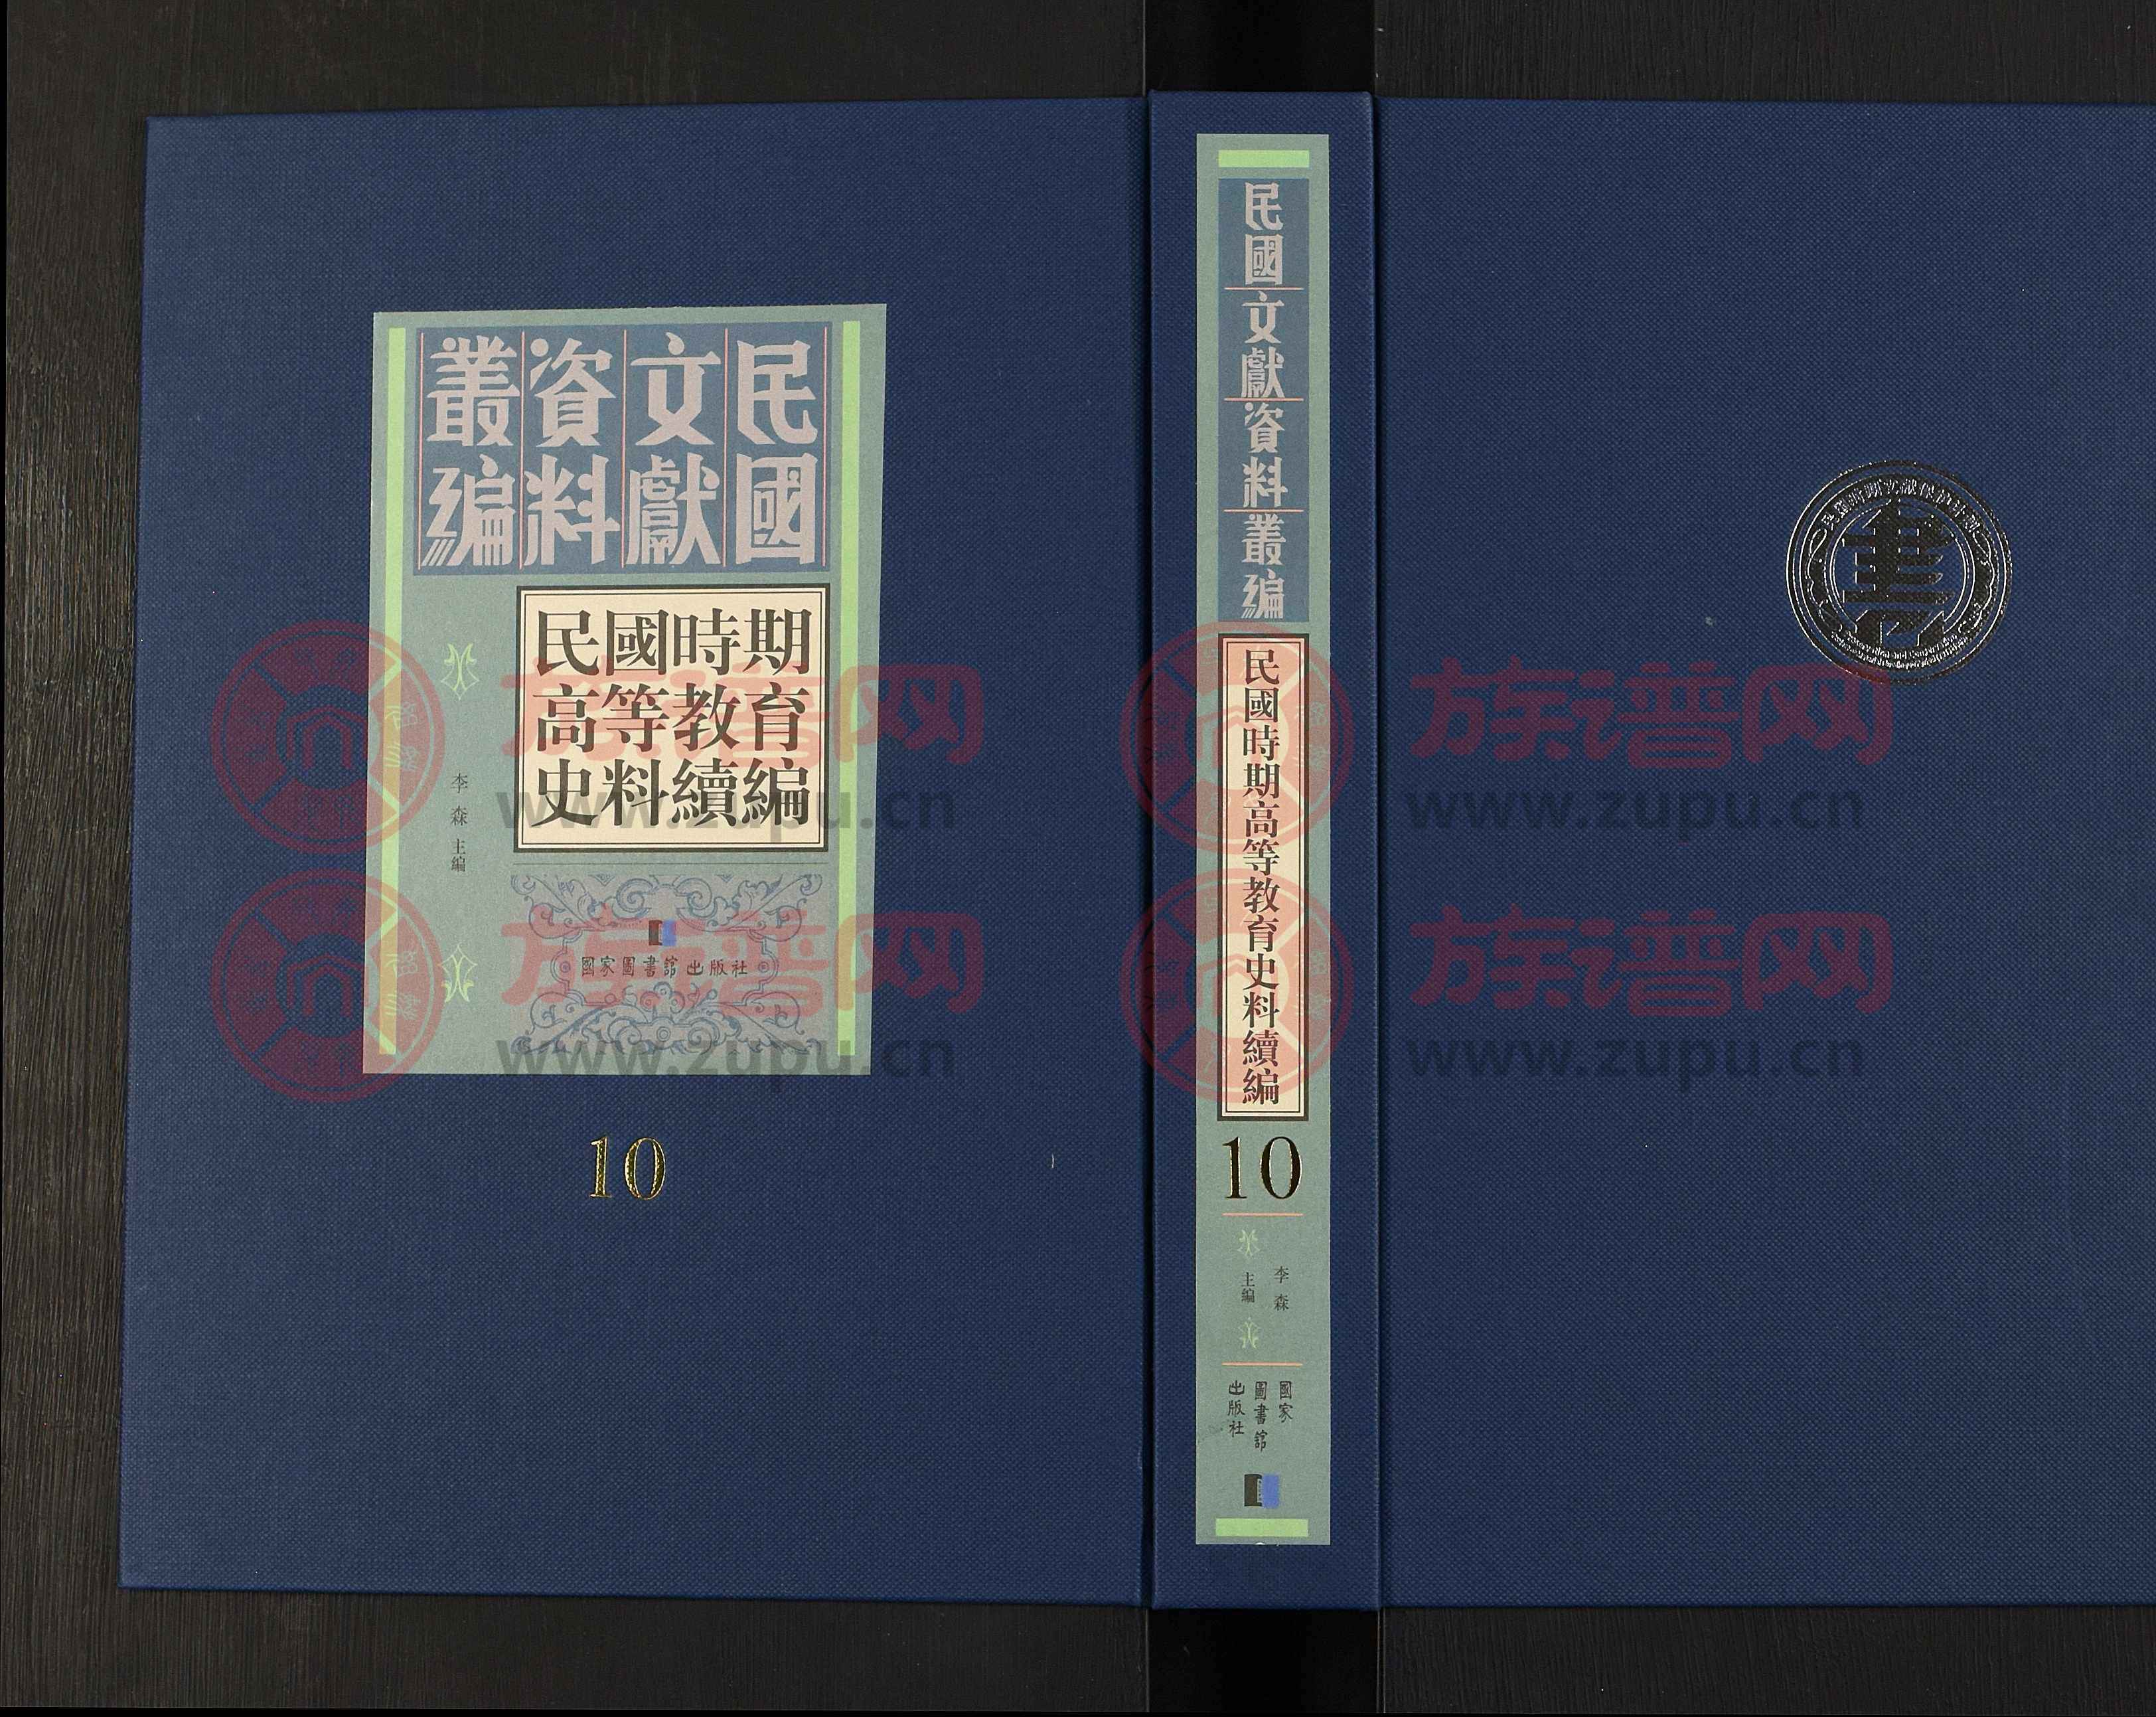 民國
文獻
資料
叢編
民國時期
高等教育
史料續編
李森 主編
國家圖書館出版社
10
民國文獻資料叢編
民國時期高等教育史料續編
10
李森
主編
國家
圖書館
出版社
書
族谱网
www.zupu.cn
族谱网
www.zupu.cn
族谱网
www.zupu.cn
族谱网
www.zupu.cn